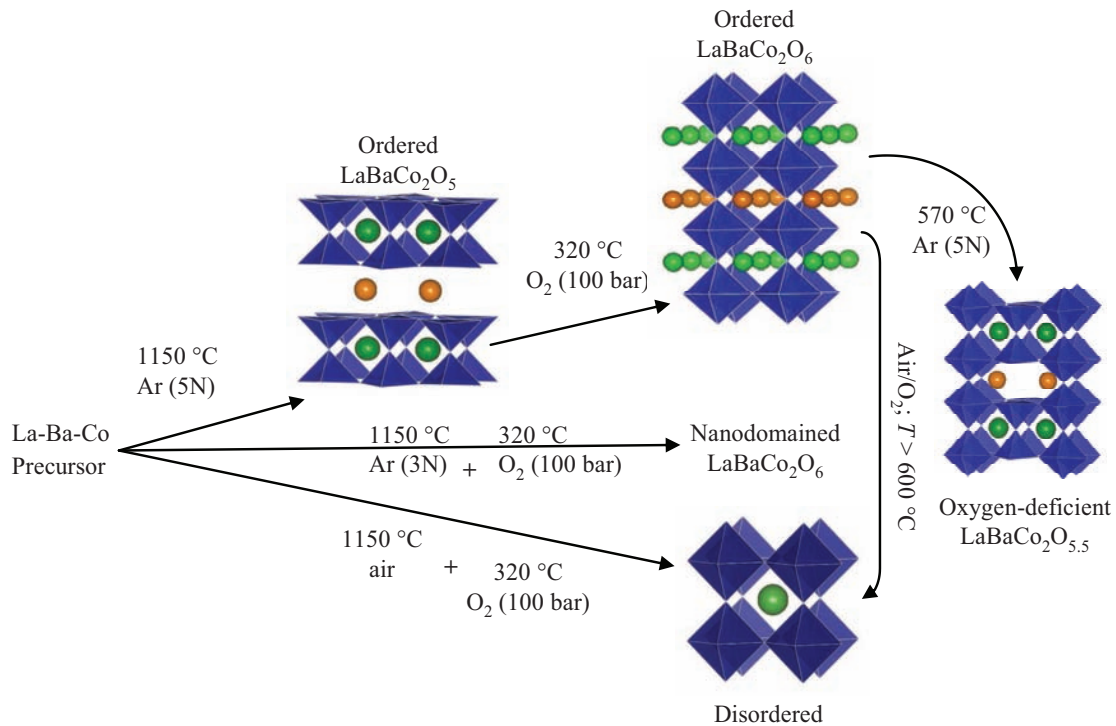 Ordered
LaBaCo₂O₆
Ordered
LaBaCo₂O₅
570 °C
Ar (5N)
320 °C
O₂ (100 bar)
1150 °C
Ar (5N)
Air/O₂; T > 600 °C
La-Ba-Co
Precursor
1150 °C
Ar (3N)
+
320 °C
O₂ (100 bar)
Nanodomained
LaBaCo₂O₆
Oxygen-deficient
LaBaCo₂O₅.₅
1150 °C
air
+
320 °C
O₂ (100 bar)
Disordered